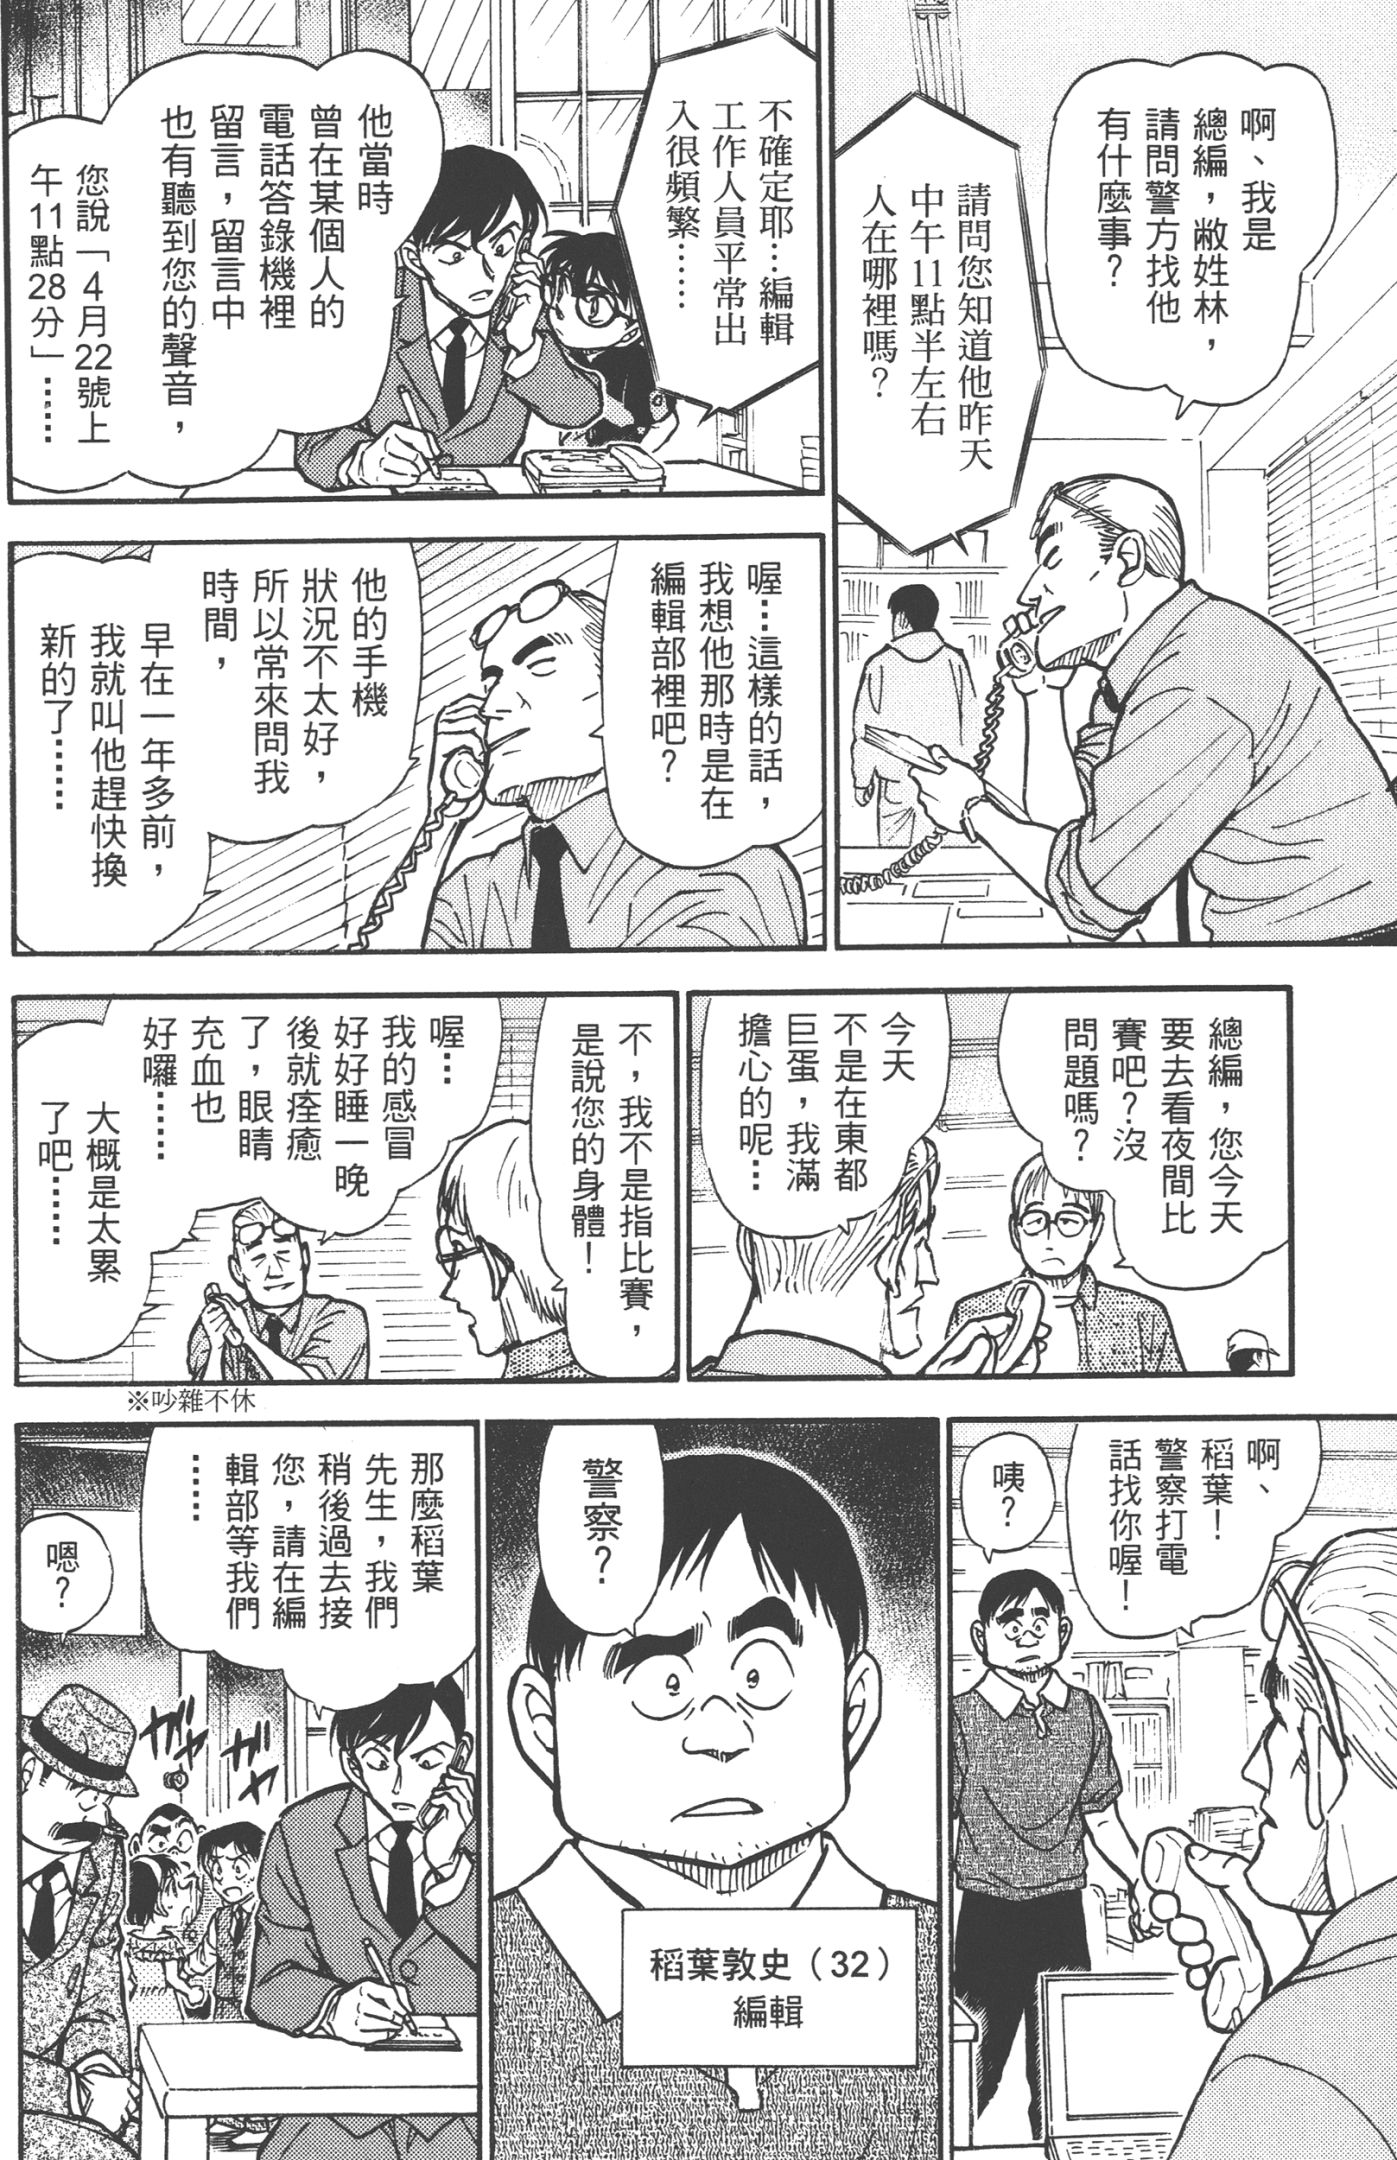 啊、我是
總編，敝姓林，
請問警方找他
有什麼事？
請問您知道他昨天
中午11點半左右
人在哪裡嗎？
不確定耶…編輯
工作人員平常出
入很頻繁……
他當時
曾在某個人的
電話答錄機裡
留言，留言中
也有聽到您的聲音，
您說「4月22號上
午11點28分」……
喔…這樣的話，
我想他那時是在
編輯部裡吧？
他的手機
狀況不太好，
所以常來問我
時間，
早在一年多前，
我就叫他趕快換
新的了……
總編，您今天
要去看夜間比
賽吧？沒
問題嗎？
今天
不是在東都
巨蛋，我滿
擔心的呢…
不，我不是指比賽，
是說您的身體！
喔…
我的感冒
好好睡一晚
後就痊癒
了，眼睛
充血也
好囉……
大概是太累
了吧……
※吵雜不休
啊、
稻葉！
警察打電
話找你喔！
咦？
警察？
稻葉敦史（32）
編輯
那麼稻葉
先生，我們
稍後過去接
您，請在編
輯部等我們
……
嗯？
ガヤ
ガヤ